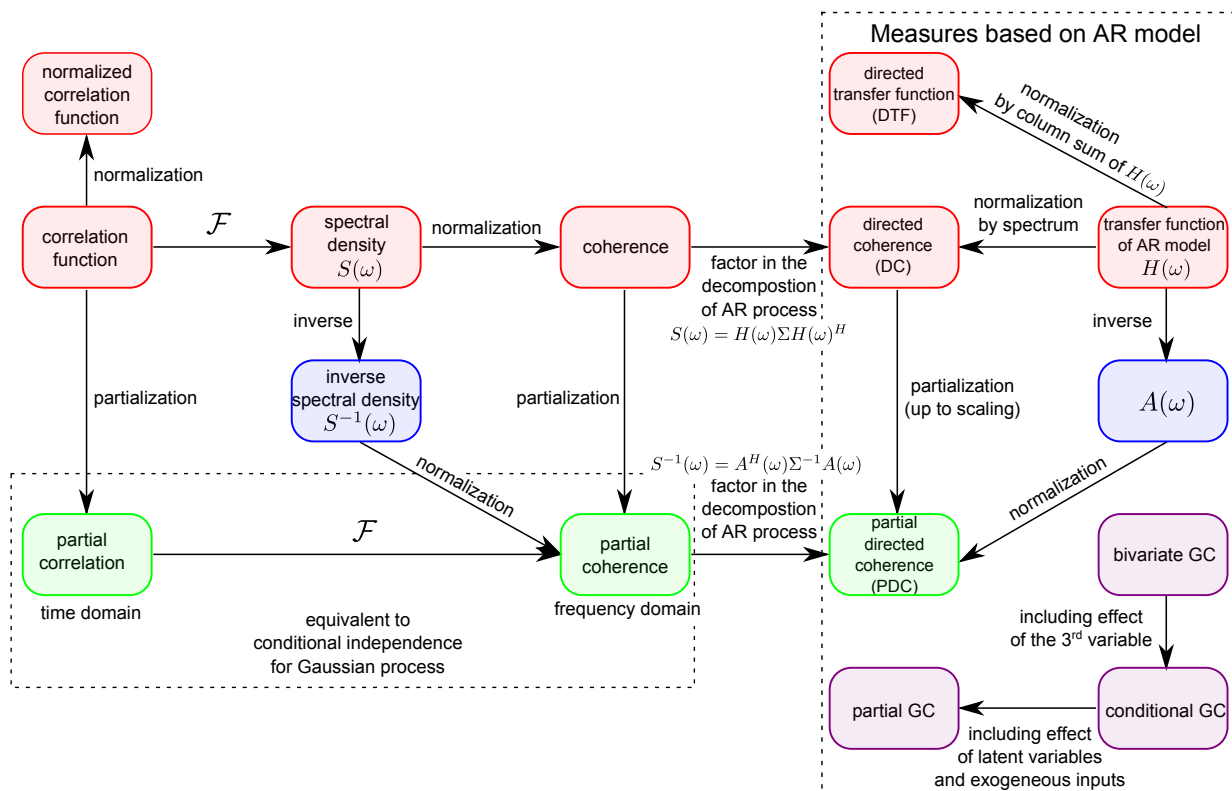 Measures based on AR model
normalized
correlation
function
directed
transfer function
(DTF)
normalization
by column sum of H(ω)
normalization
correlation
function
𝓕
spectral
density
S(ω)
normalization
coherence
factor in the
decompostion
of AR process
S(ω) = H(ω)ΣH(ω)^H
directed
coherence
(DC)
normalization
by spectrum
transfer function
of AR model
H(ω)
inverse
inverse
partialization
inverse
spectral density
S⁻¹(ω)
partialization
partialization
(up to scaling)
A(ω)
normalization
S⁻¹(ω) = A^H(ω)Σ⁻¹A(ω)
factor in the
decompostion
of AR process
normalization
partial
correlation
𝓕
partial
coherence
partial
directed
coherence
(PDC)
bivariate GC
time domain
frequency domain
equivalent to
conditional independence
for Gaussian process
including effect
of the 3rd variable
partial GC
conditional GC
including effect
of latent variables
and exogeneous inputs